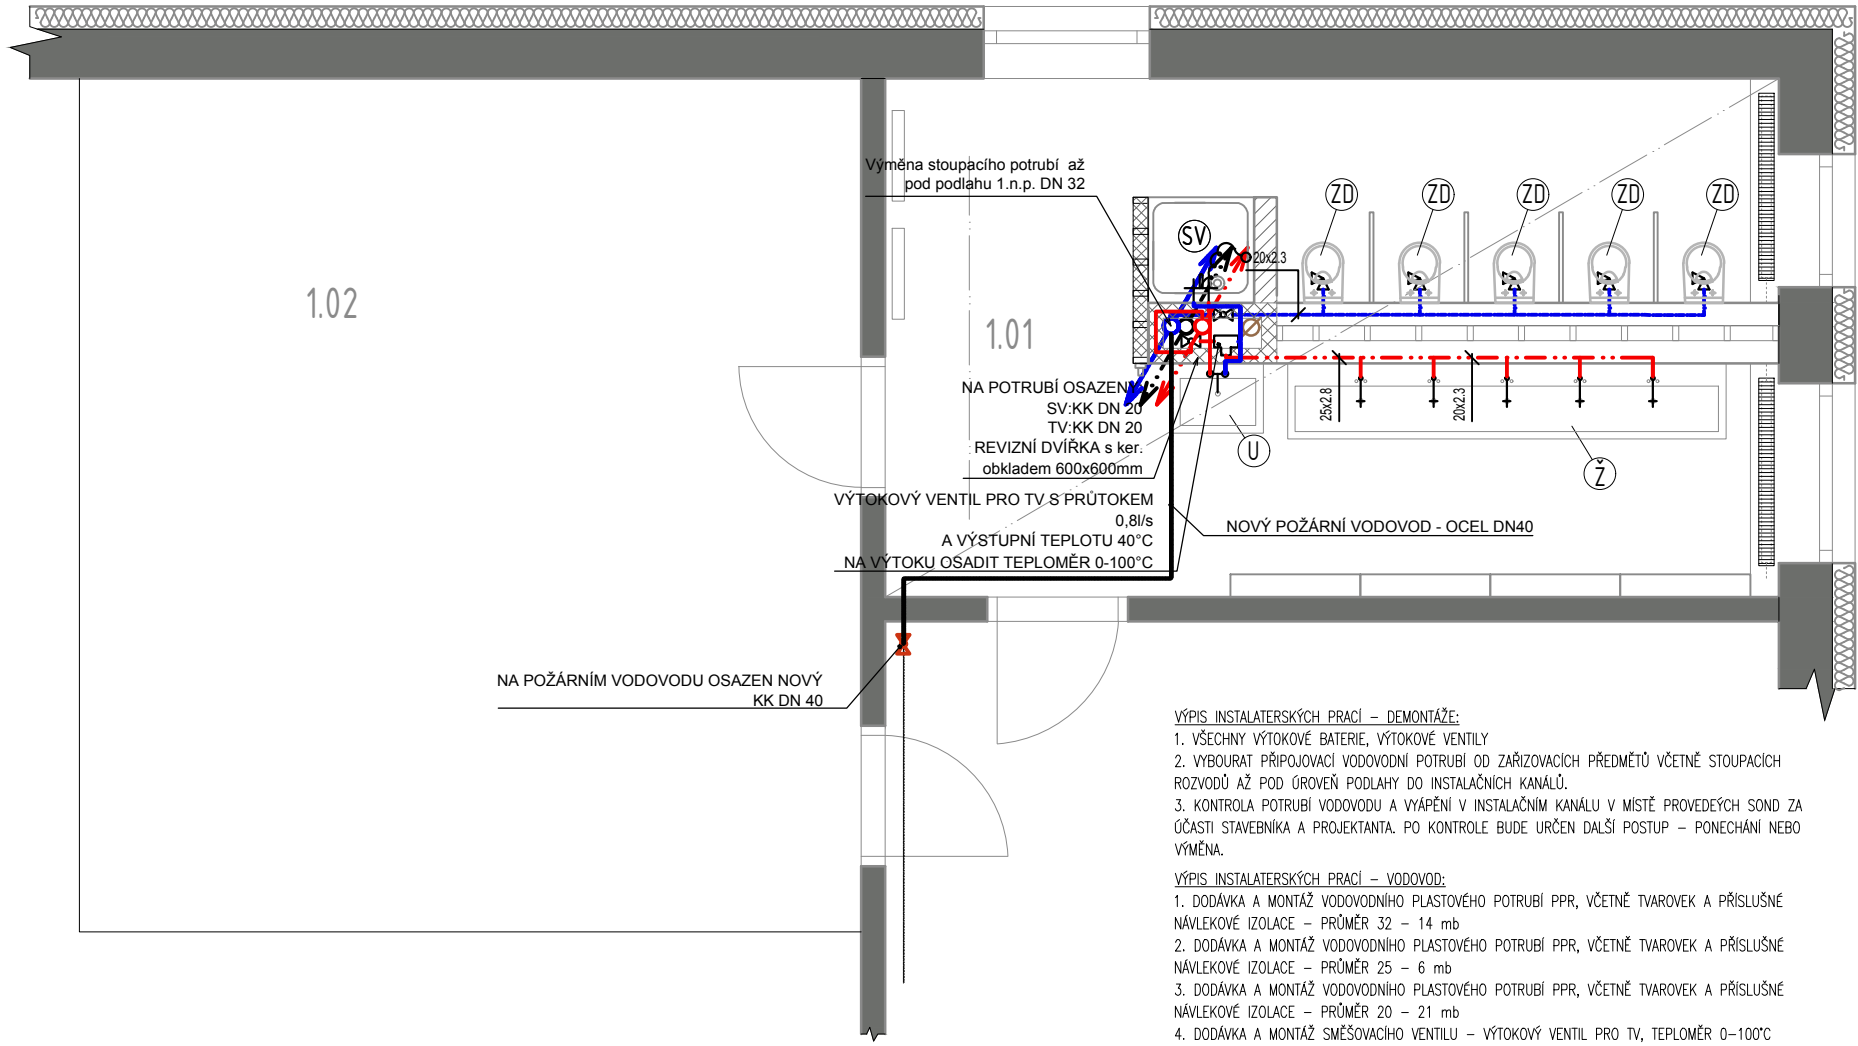 Výměna stoupacího potrubí až
pod podlahu 1.n.p. DN 32
ZD
ZD
ZD
ZD
ZD
SV
20x2.3
1.02
1.01
NA POTRUBÍ OSAZEN
SV:KK DN 20
TV:KK DN 20
REVIZNÍ DVÍŘKA s ker.
obkladem 600x600mm
25x2.8
20x2.3
U
Ž
VÝTOKOVÝ VENTIL PRO TV S PRŮTOKEM
0,8l/s
A VÝSTUPNÍ TEPLOTU 40°C
NA VÝTOKU OSADIT TEPLOMĚR 0-100°C
NOVÝ POŽÁRNÍ VODOVOD - OCEL DN40
NA POŽÁRNÍM VODOVODU OSAZEN NOVÝ
KK DN 40
VÝPIS INSTALATERSKÝCH PRACÍ – DEMONTÁŽE:
1. VŠECHNY VÝTOKOVÉ BATERIE, VÝTOKOVÉ VENTILY
2. VYBOURAT PŘIPOJOVACÍ VODOVODNÍ POTRUBÍ OD ZAŘIZOVACÍCH PŘEDMĚTŮ VČETNĚ STOUPACÍCH
ROZVODŮ AŽ POD ÚROVEŇ PODLAHY DO INSTALAČNÍCH KANÁLŮ.
3. KONTROLA POTRUBÍ VODOVODU A VYÁPĚNÍ V INSTALAČNÍM KANÁLU V MÍSTĚ PROVEDEÝCH SOND ZA
ÚČASTI STAVEBNÍKA A PROJEKTANTA. PO KONTROLE BUDE URČEN DALŠÍ POSTUP – PONECHÁNÍ NEBO
VÝMĚNA.
VÝPIS INSTALATERSKÝCH PRACÍ – VODOVOD:
1. DODÁVKA A MONTÁŽ VODOVODNÍHO PLASTOVÉHO POTRUBÍ PPR, VČETNĚ TVAROVEK A PŘÍSLUŠNÉ
NÁVLEKOVÉ IZOLACE – PRŮMĚR 32 – 14 mb
2. DODÁVKA A MONTÁŽ VODOVODNÍHO PLASTOVÉHO POTRUBÍ PPR, VČETNĚ TVAROVEK A PŘÍSLUŠNÉ
NÁVLEKOVÉ IZOLACE – PRŮMĚR 25 – 6 mb
3. DODÁVKA A MONTÁŽ VODOVODNÍHO PLASTOVÉHO POTRUBÍ PPR, VČETNĚ TVAROVEK A PŘÍSLUŠNÉ
NÁVLEKOVÉ IZOLACE – PRŮMĚR 20 – 21 mb
4. DODÁVKA A MONTÁŽ SMĚŠOVACÍHO VENTILU – VÝTOKOVÝ VENTIL PRO TV, TEPLOMĚR 0–100°C